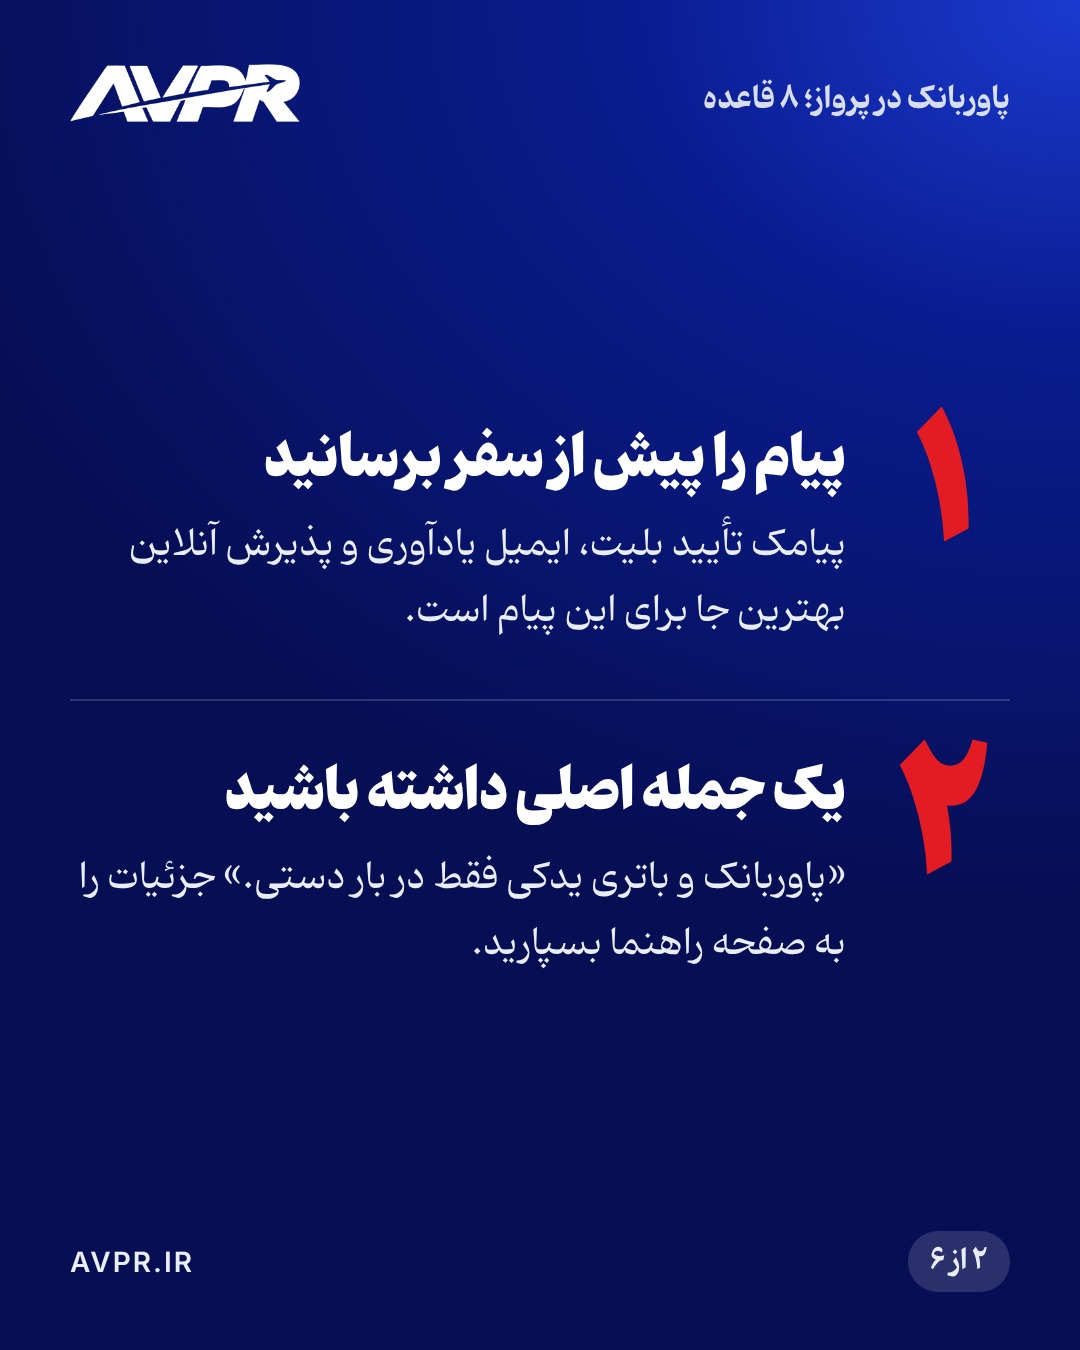 پاوربانک در پرواز؛ ۸ قاعده
AVPR
۱
پیام را پیش از سفر برسانید
پیامک تأیید بلیت، ایمیل یادآوری و پذیرش آنلاین
بهترین جا برای این پیام است.
۲
یک جمله اصلی داشته باشید
«پاوربانک و باتری یدکی فقط در بار دستی.» جزئیات را
به صفحه راهنما بسپارید.
۲ از ۶
AVPR.IR